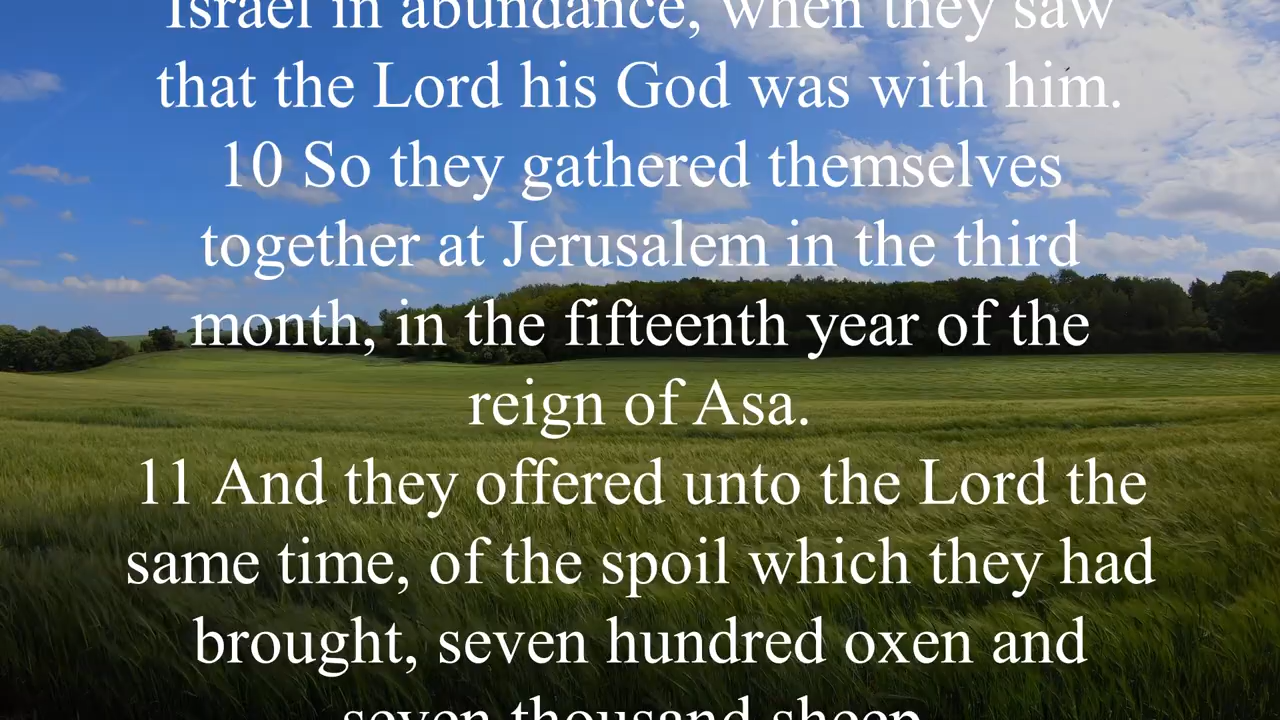 Israel in abundance, when they saw
that the Lord his God was with him.
10 So they gathered themselves
together at Jerusalem in the third
month, in the fifteenth year of the
reign of Asa.
11 And they offered unto the Lord the
same time, of the spoil which they had
brought, seven hundred oxen and
seven thousand sheep